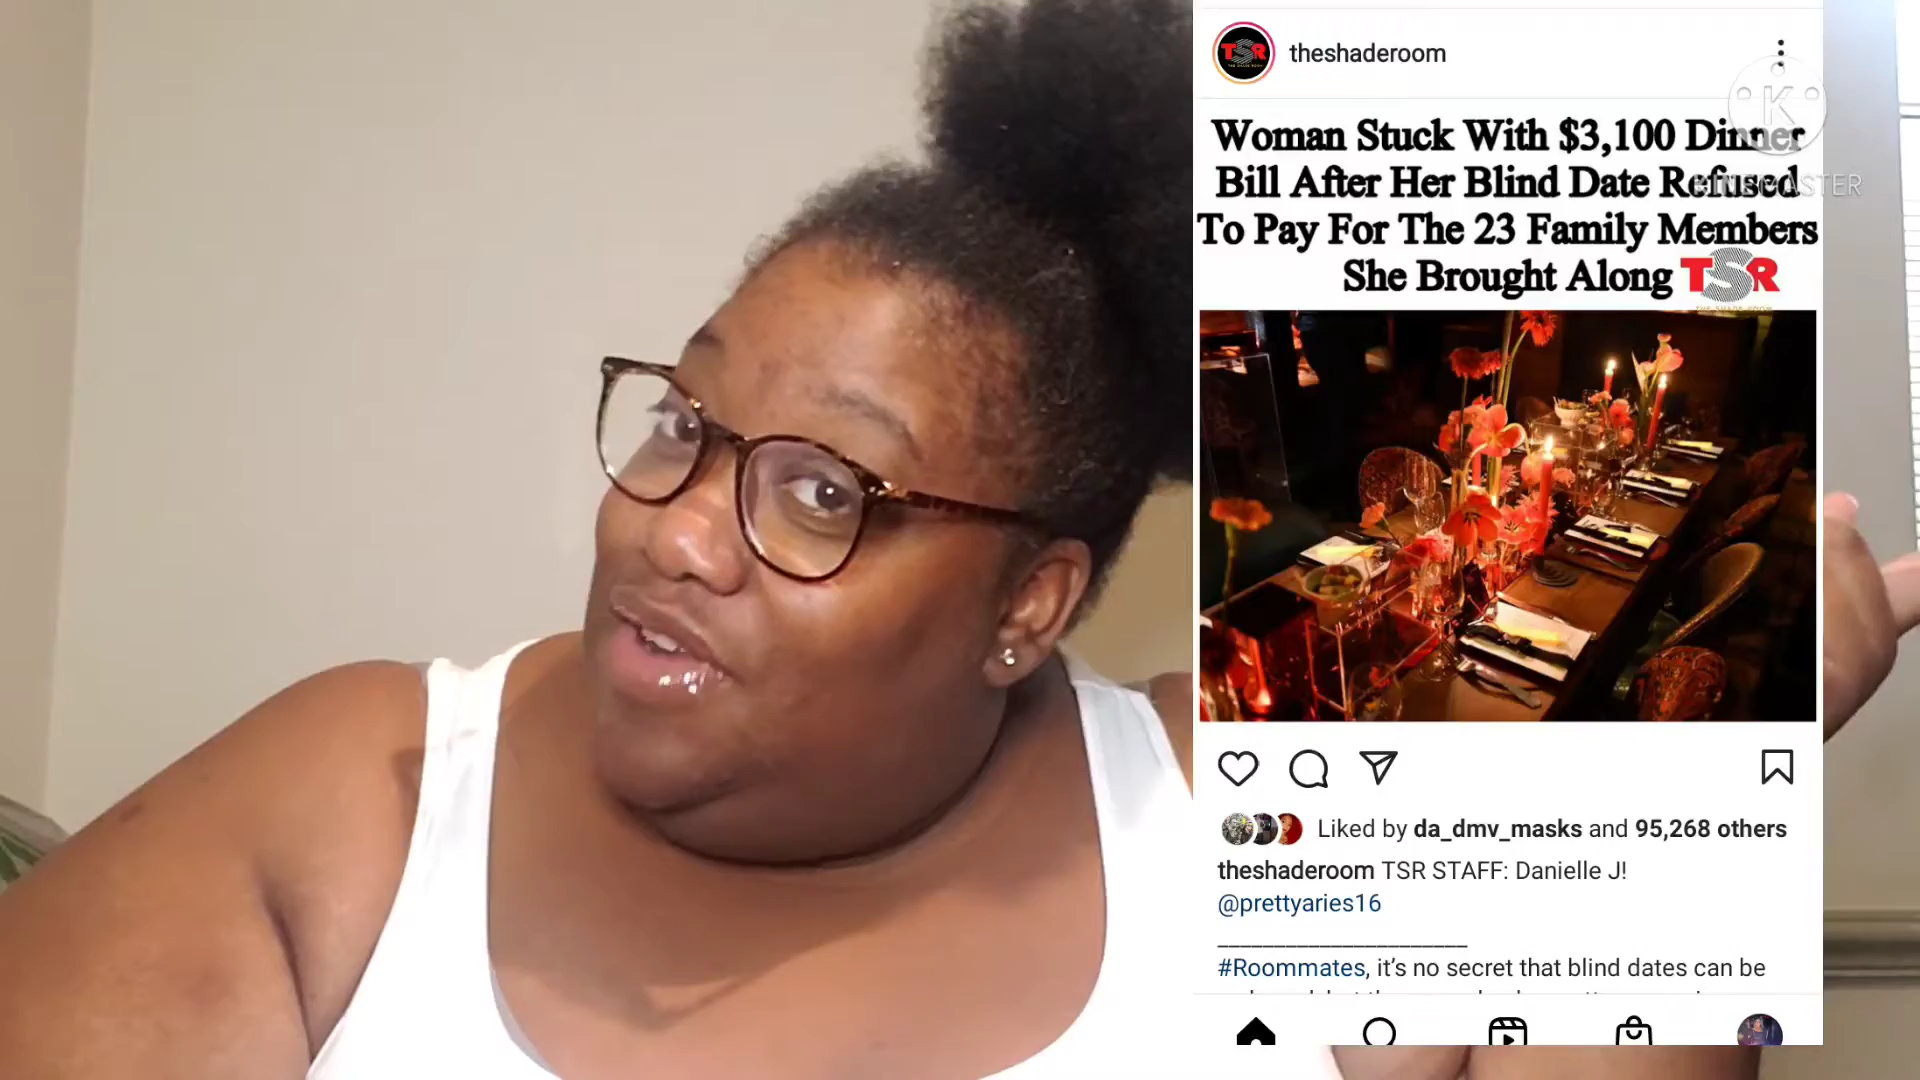 TSR
theshaderoom
K
KINEMASTER
Woman Stuck With $3,100 Dinner
Bill After Her Blind Date Refused
To Pay For The 23 Family Members
She Brought Along TSR
Liked by da_dmv_masks and 95,268 others
theshaderoom TSR STAFF: Danielle J!
@prettyaries16
#Roommates, it’s no secret that blind dates can be